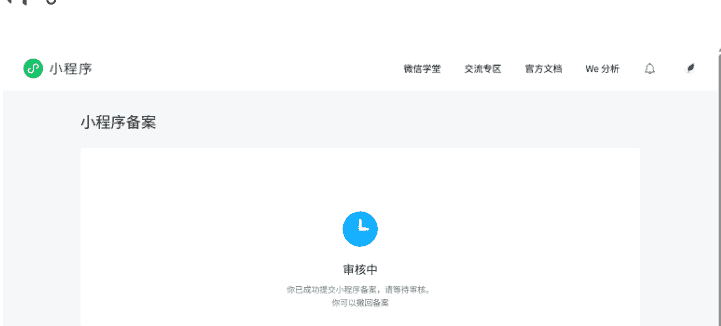 小程序
微信学堂 交流专区 官方文档 We 分析
小程序备案
审核中
你已成功提交小程序备案，请等待审核。
你可以撤回备案